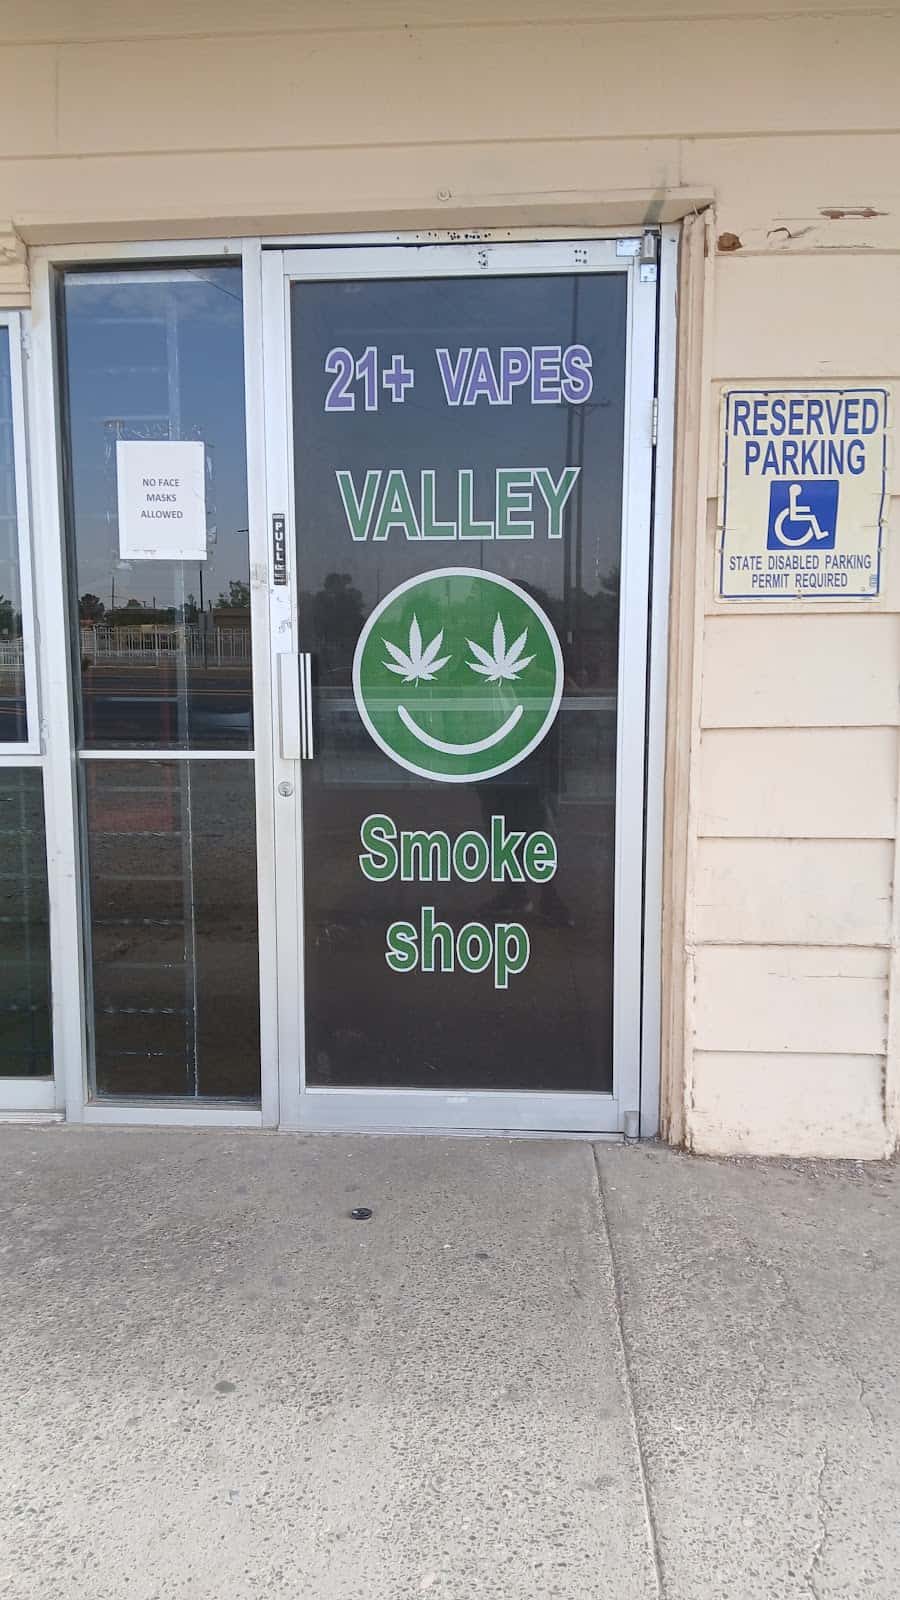 21+ VAPES
VALLEY
Smoke
shop
NO FACE
MASKS
ALLOWED
PULL
RESERVED
PARKING
STATE DISABLED PARKING
PERMIT REQUIRED